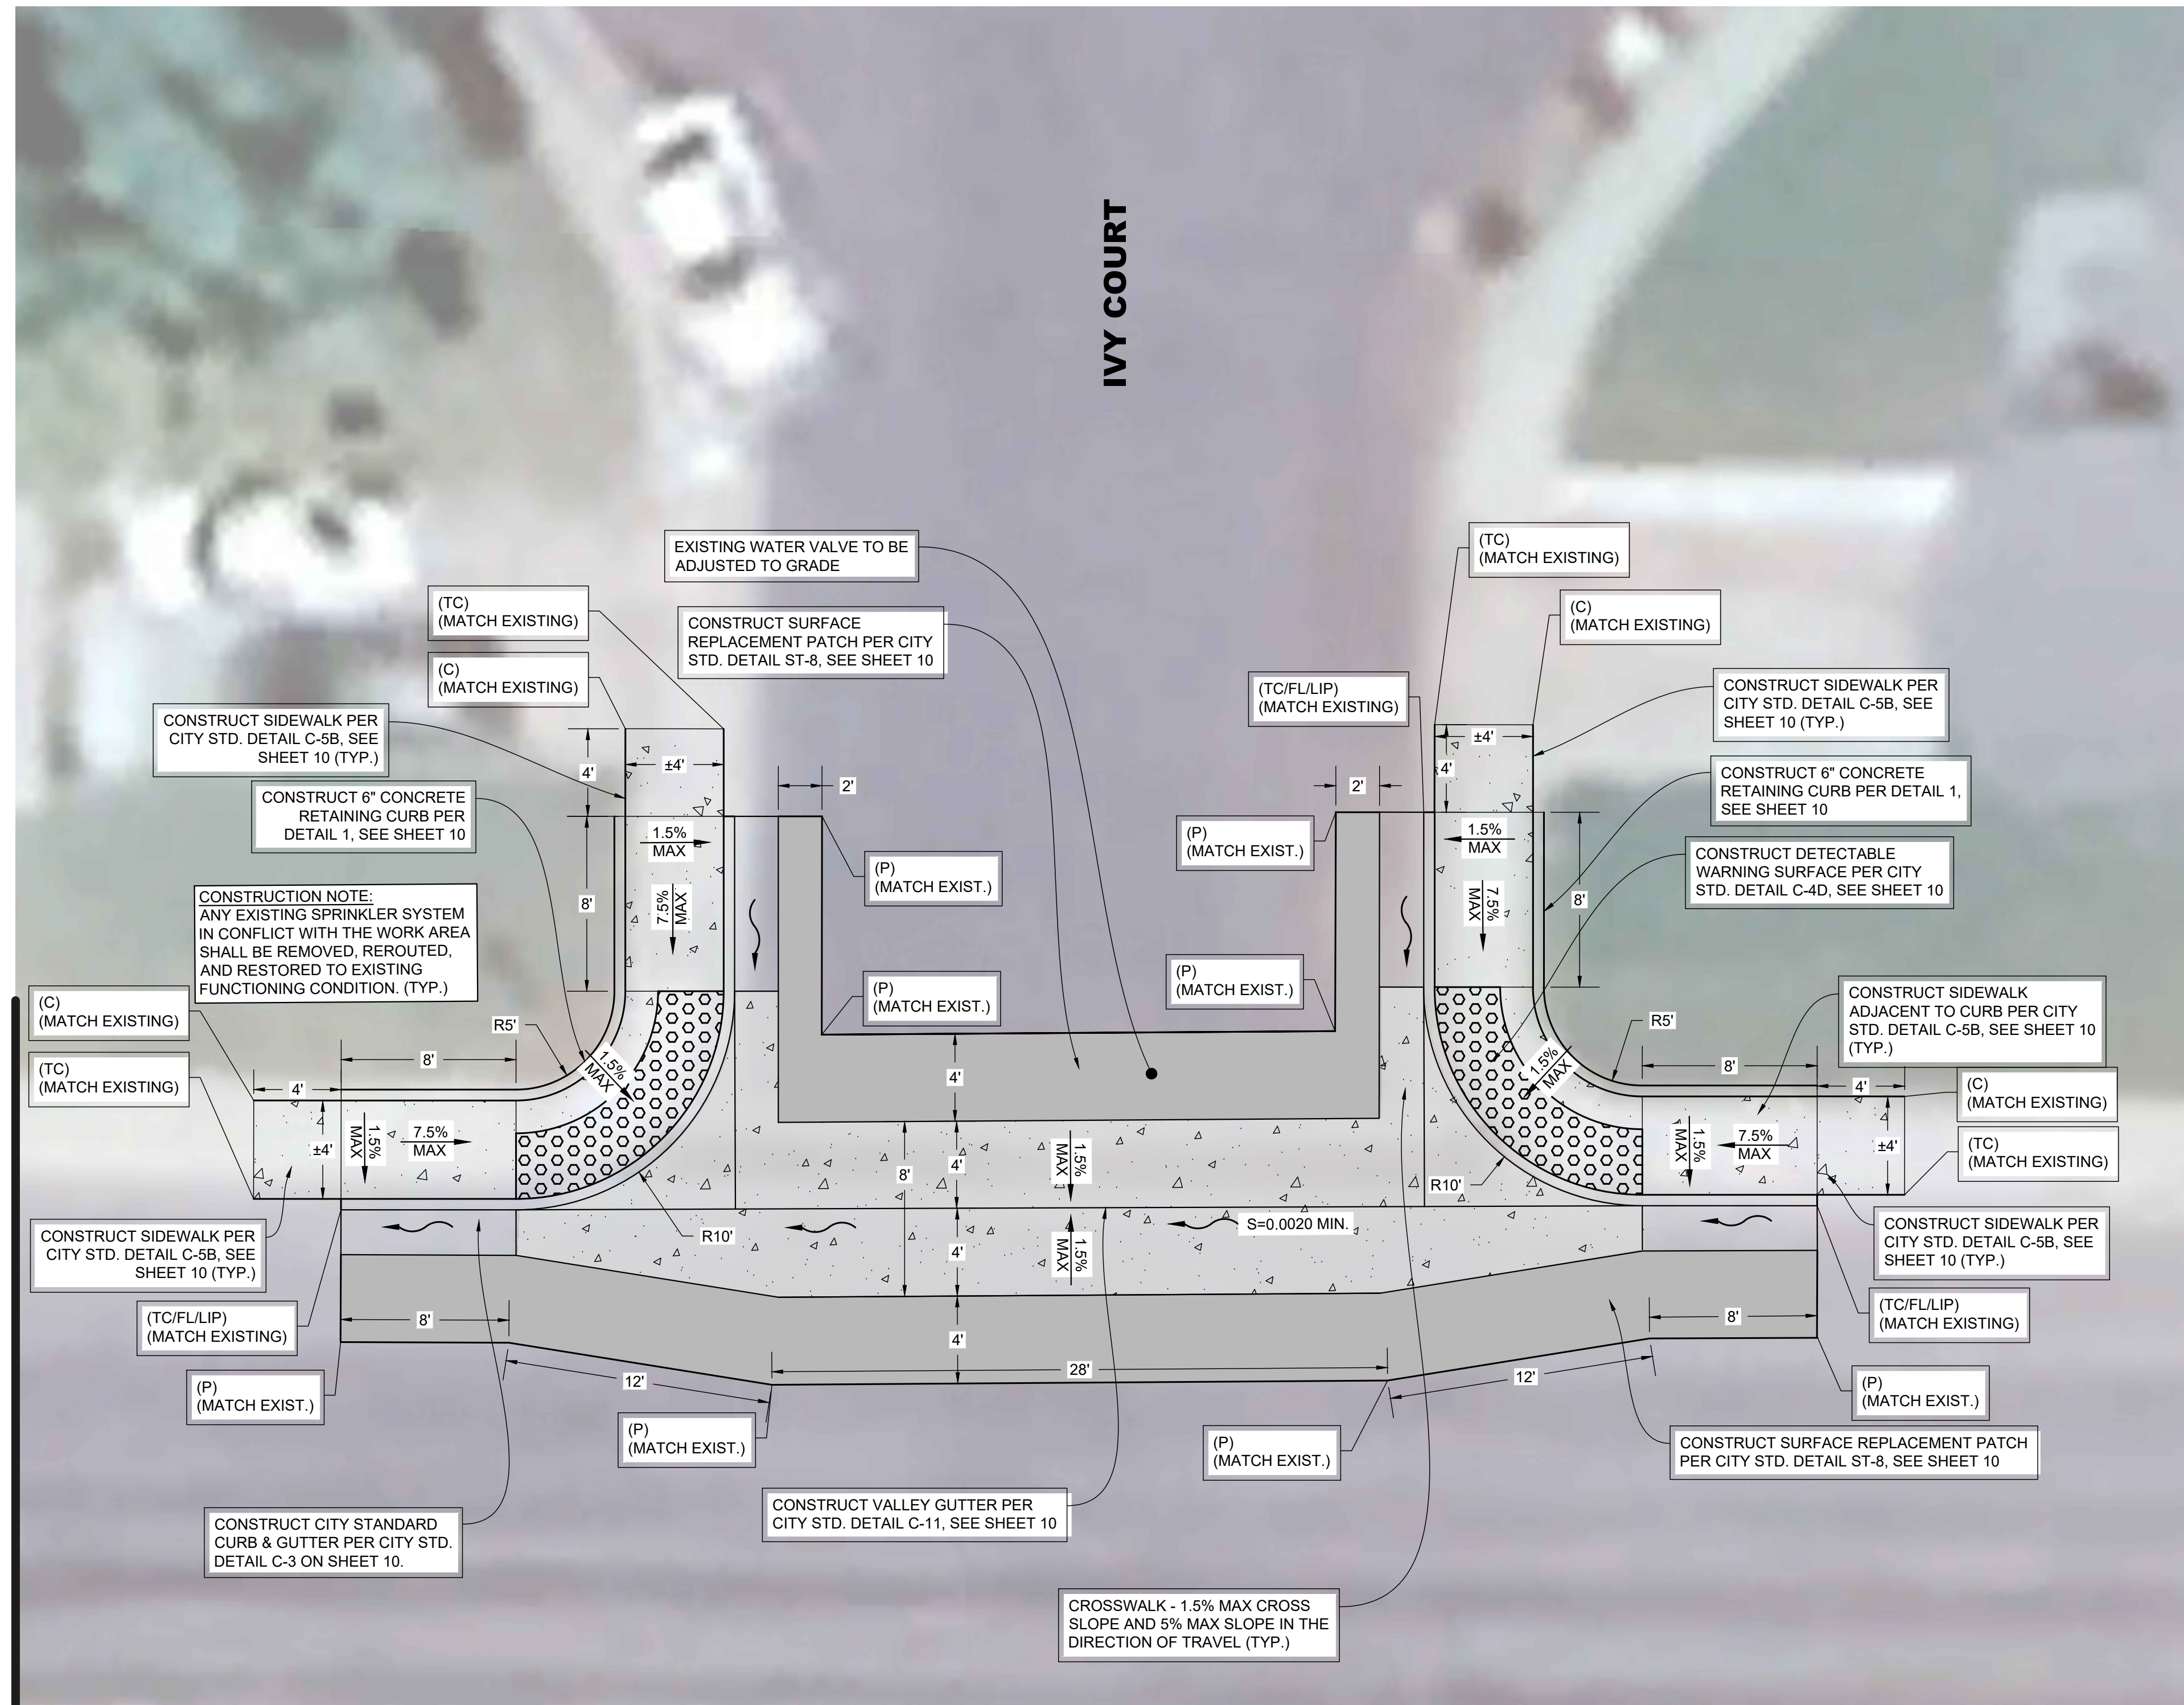 IVY COURT
EXISTING WATER VALVE TO BE
ADJUSTED TO GRADE
(TC)
(MATCH EXISTING)
(TC)
(MATCH EXISTING)
CONSTRUCT SURFACE
REPLACEMENT PATCH PER CITY
STD. DETAIL ST-8, SEE SHEET 10
(C)
(MATCH EXISTING)
(C)
(MATCH EXISTING)
(TC/FL/LIP)
(MATCH EXISTING)
CONSTRUCT SIDEWALK PER
CITY STD. DETAIL C-5B, SEE
SHEET 10 (TYP.)
CONSTRUCT SIDEWALK PER
CITY STD. DETAIL C-5B, SEE
SHEET 10 (TYP.)
4'
±4'
2'
2'
±4'
4'
CONSTRUCT 6" CONCRETE
RETAINING CURB PER
DETAIL 1, SEE SHEET 10
CONSTRUCT 6" CONCRETE
RETAINING CURB PER DETAIL 1,
SEE SHEET 10
1.5%
MAX
(P)
(MATCH EXIST.)
1.5%
MAX
(P)
(MATCH EXIST.)
CONSTRUCT DETECTABLE
WARNING SURFACE PER CITY
STD. DETAIL C-4D, SEE SHEET 10
CONSTRUCTION NOTE:
ANY EXISTING SPRINKLER SYSTEM
IN CONFLICT WITH THE WORK AREA
SHALL BE REMOVED, REROUTED,
AND RESTORED TO EXISTING
FUNCTIONING CONDITION. (TYP.)
8'
7.5%
MAX
7.5%
MAX
8'
(P)
(MATCH EXIST.)
(P)
(MATCH EXIST.)
(C)
(MATCH EXISTING)
R5'
R5'
CONSTRUCT SIDEWALK
ADJACENT TO CURB PER CITY
STD. DETAIL C-5B, SEE SHEET 10
(TYP.)
(TC)
(MATCH EXISTING)
8'
4'
1.5%
MAX
4'
1.5%
MAX
8'
4'
(C)
(MATCH EXISTING)
±4'
1.5%
MAX
7.5%
MAX
8'
4'
1.5%
MAX
R10'
1.5%
MAX
7.5%
MAX
±4'
(TC)
(MATCH EXISTING)
CONSTRUCT SIDEWALK PER
CITY STD. DETAIL C-5B, SEE
SHEET 10 (TYP.)
R10'
4'
1.5%
MAX
S=0.0020 MIN.
CONSTRUCT SIDEWALK PER
CITY STD. DETAIL C-5B, SEE
SHEET 10 (TYP.)
(TC/FL/LIP)
(MATCH EXISTING)
8'
4'
8'
(TC/FL/LIP)
(MATCH EXISTING)
12'
28'
12'
(P)
(MATCH EXIST.)
(P)
(MATCH EXIST.)
(P)
(MATCH EXIST.)
(P)
(MATCH EXIST.)
CONSTRUCT SURFACE REPLACEMENT PATCH
PER CITY STD. DETAIL ST-8, SEE SHEET 10
CONSTRUCT CITY STANDARD
CURB & GUTTER PER CITY STD.
DETAIL C-3 ON SHEET 10.
CONSTRUCT VALLEY GUTTER PER
CITY STD. DETAIL C-11, SEE SHEET 10
CROSSWALK - 1.5% MAX CROSS
SLOPE AND 5% MAX SLOPE IN THE
DIRECTION OF TRAVEL (TYP.)